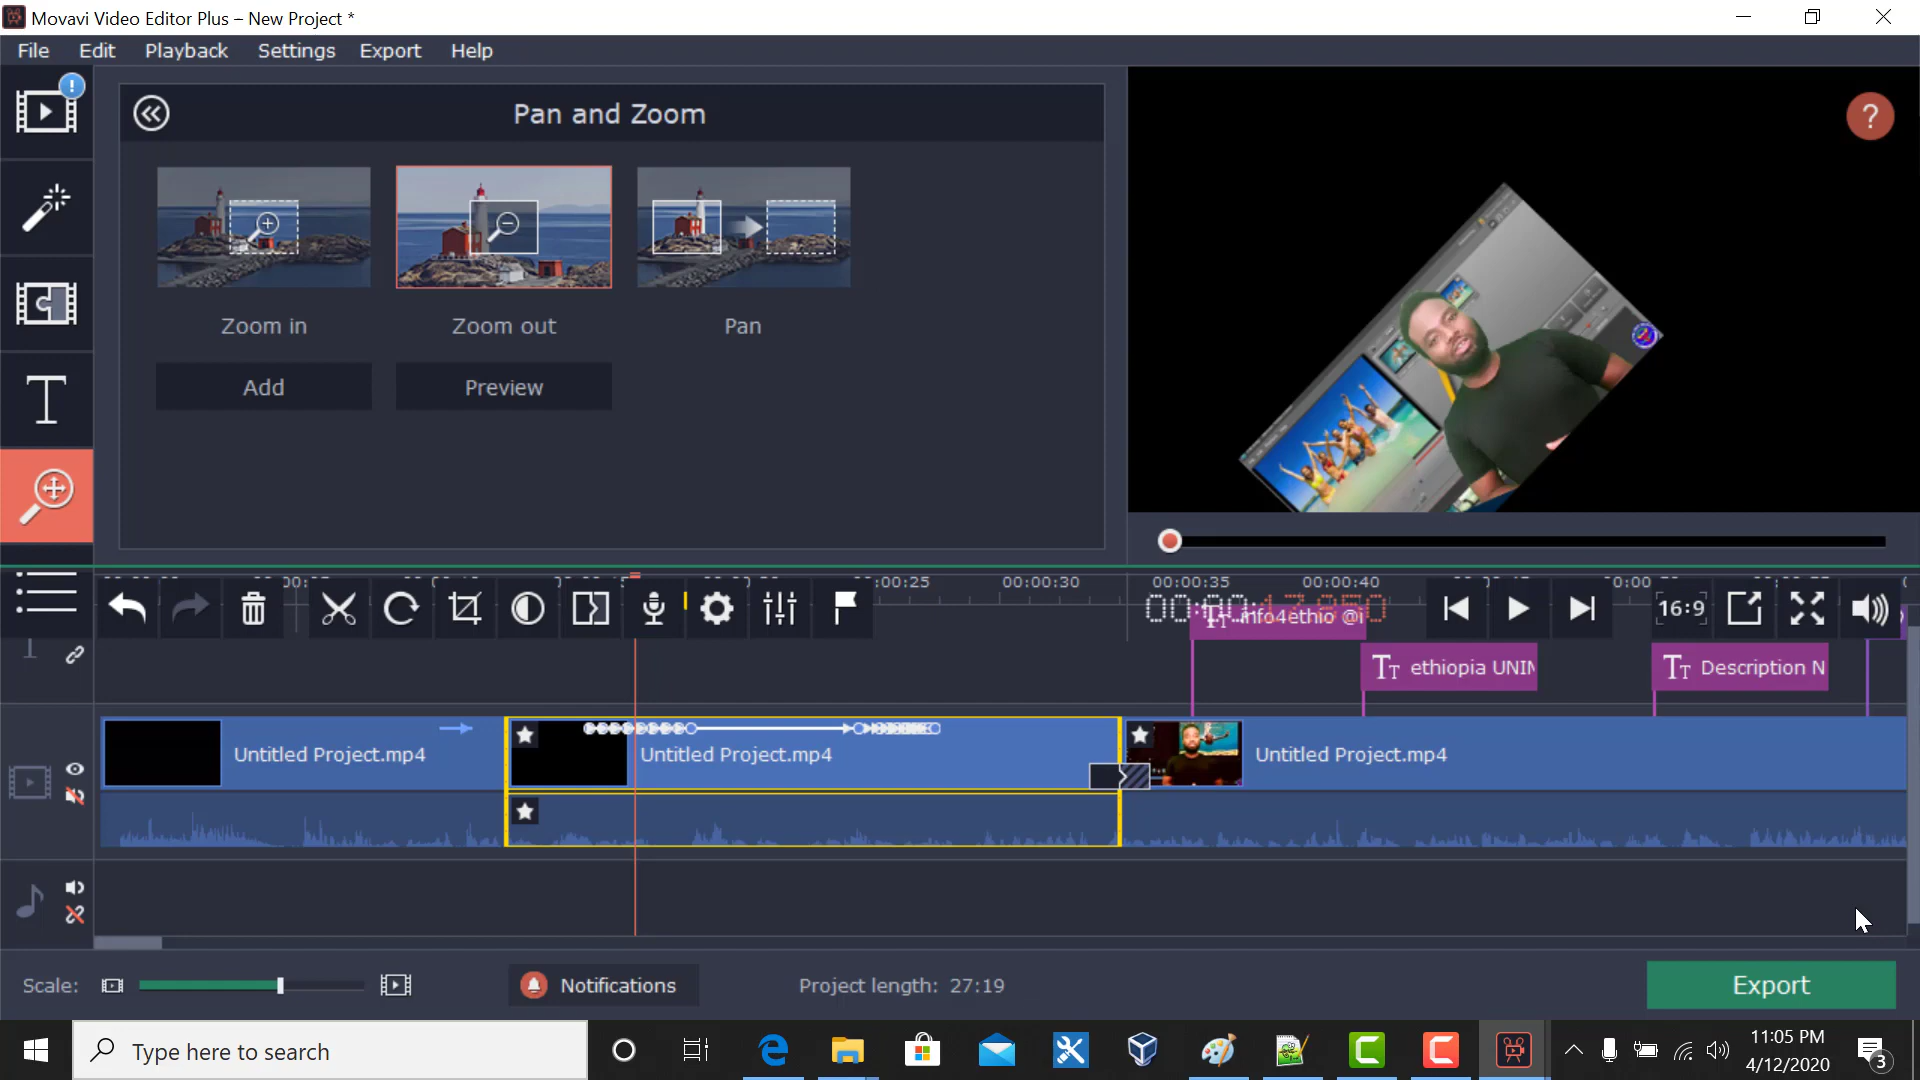 Movavi Video Editor Plus – New Project *
File Edit Playback Settings Export Help
Pan and Zoom
Zoom in Zoom out Pan
Add Preview
00:00:25 00:00:30 00:00:35 00:00:40
16:9
info4ethio @i
ethiopia UNIN
Description N
Untitled Project.mp4 Untitled Project.mp4 Untitled Project.mp4
Scale:
Notifications
Project length: 27:19
Export
Type here to search
11:05 PM
4/12/2020
3